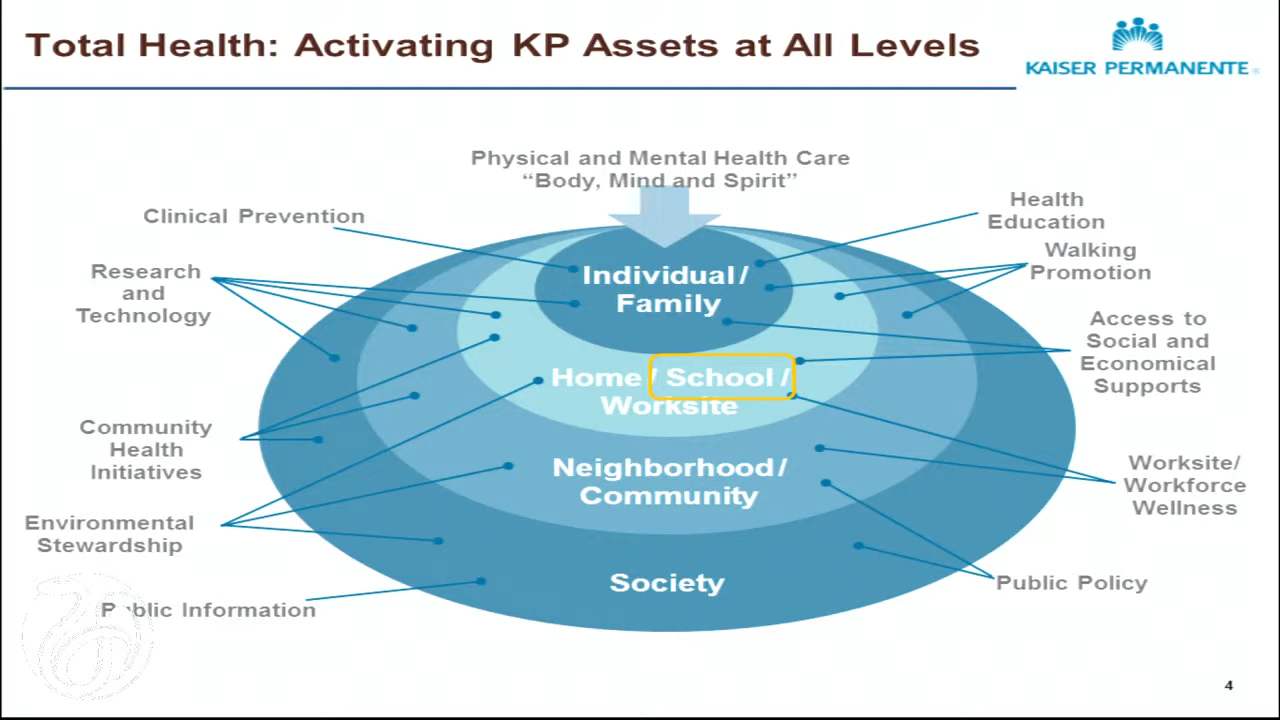 Total Health: Activating KP Assets at All Levels
KAISER PERMANENTE®
Physical and Mental Health Care
“Body, Mind and Spirit”
Clinical Prevention
Health
Education
Research
and
Technology
Walking
Promotion
Individual /
Family
Access to
Social and
Economical
Supports
Home / School /
Worksite
Community
Health
Initiatives
Neighborhood /
Community
Worksite/
Workforce
Wellness
Environmental
Stewardship
Society
Public Policy
Public Information
4